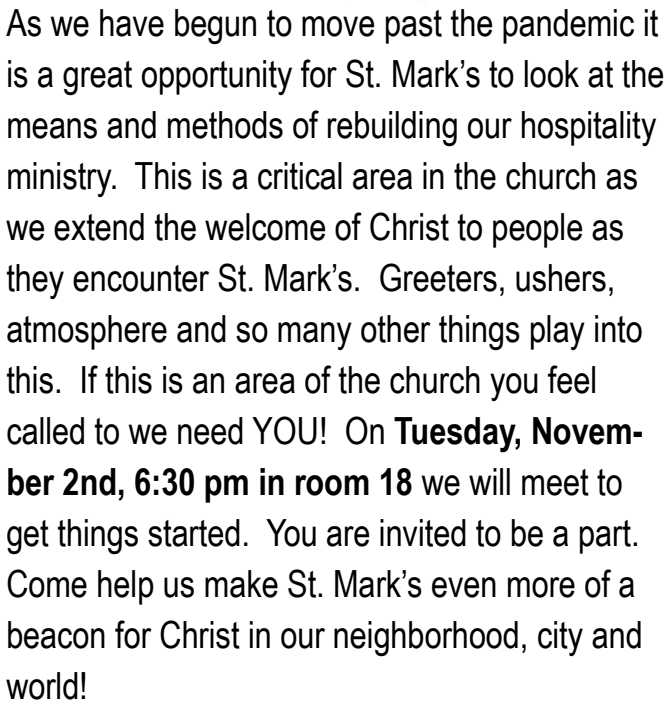 As we have begun to move past the pandemic it
is a great opportunity for St. Mark’s to look at the
means and methods of rebuilding our hospitality
ministry.  This is a critical area in the church as
we extend the welcome of Christ to people as
they encounter St. Mark’s.  Greeters, ushers,
atmosphere and so many other things play into
this.  If this is an area of the church you feel
called to we need YOU!  On Tuesday, Novem-
ber 2nd, 6:30 pm in room 18 we will meet to
get things started.  You are invited to be a part.
Come help us make St. Mark’s even more of a
beacon for Christ in our neighborhood, city and
world!